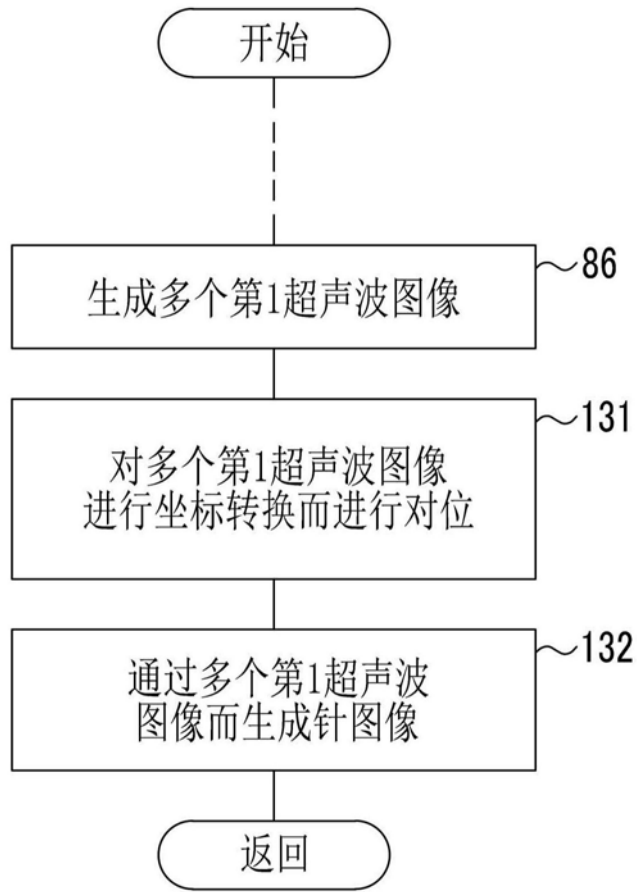 开始
生成多个第1超声波图像
86
对多个第1超声波图像
进行坐标转换而进行对位
131
通过多个第1超声波
图像而生成针图像
132
返回